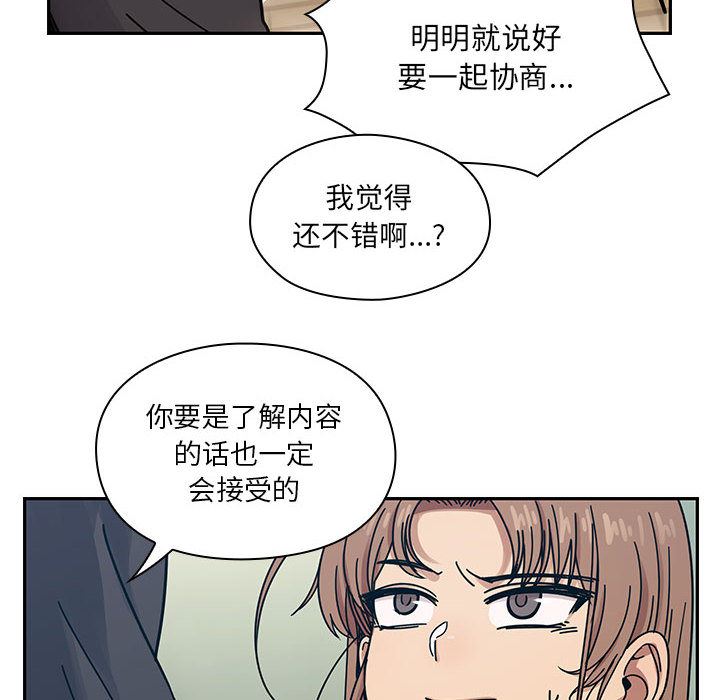 明明就说好
要一起协商...
我觉得
还不错啊...?
你要是了解内容
的话也一定
会接受的